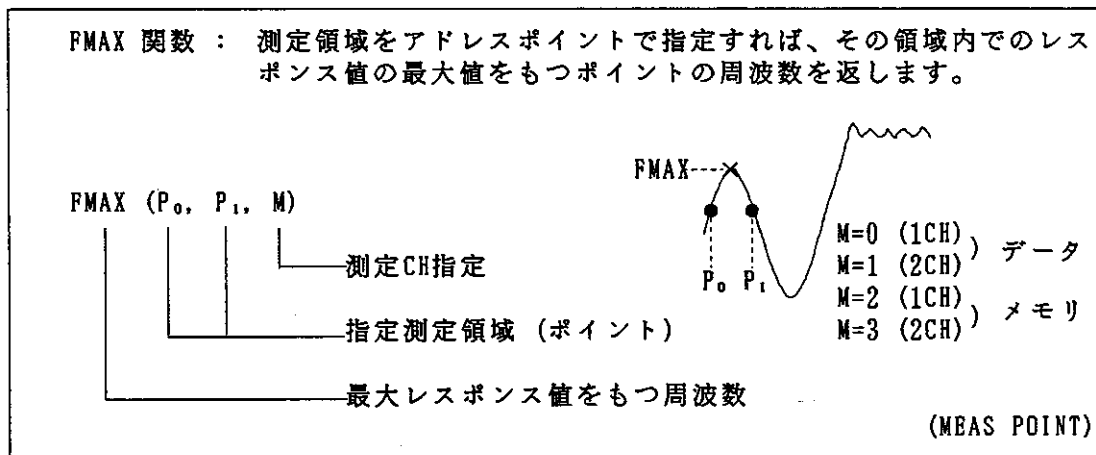 FMAX 関数 : 測定領域をアドレスポイントで指定すれば、その領域内でのレス
ポンス値の最大値をもつポイントの周波数を返します。
FMAX (P₀, P₁, M)
測定CH指定
指定測定領域 (ポイント)
最大レスポンス値をもつ周波数
FMAX
P₀ P₁
M=0 (1CH)
M=1 (2CH)
) データ
M=2 (1CH)
M=3 (2CH)
) メモリ
(MEAS POINT)